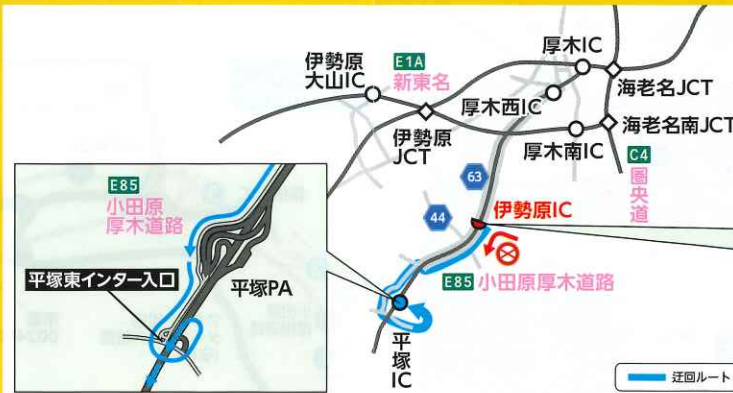 伊勢原
大山IC
E1A
新東名
厚木IC
海老名JCT
厚木西IC
伊勢原
JCT
厚木南IC
海老名南JCT
C4
圏央道
63
44
伊勢原IC
E85 小田原厚木道路
平塚
IC
E85
小田原
厚木道路
平塚東インター入口
平塚PA
迂回ルート